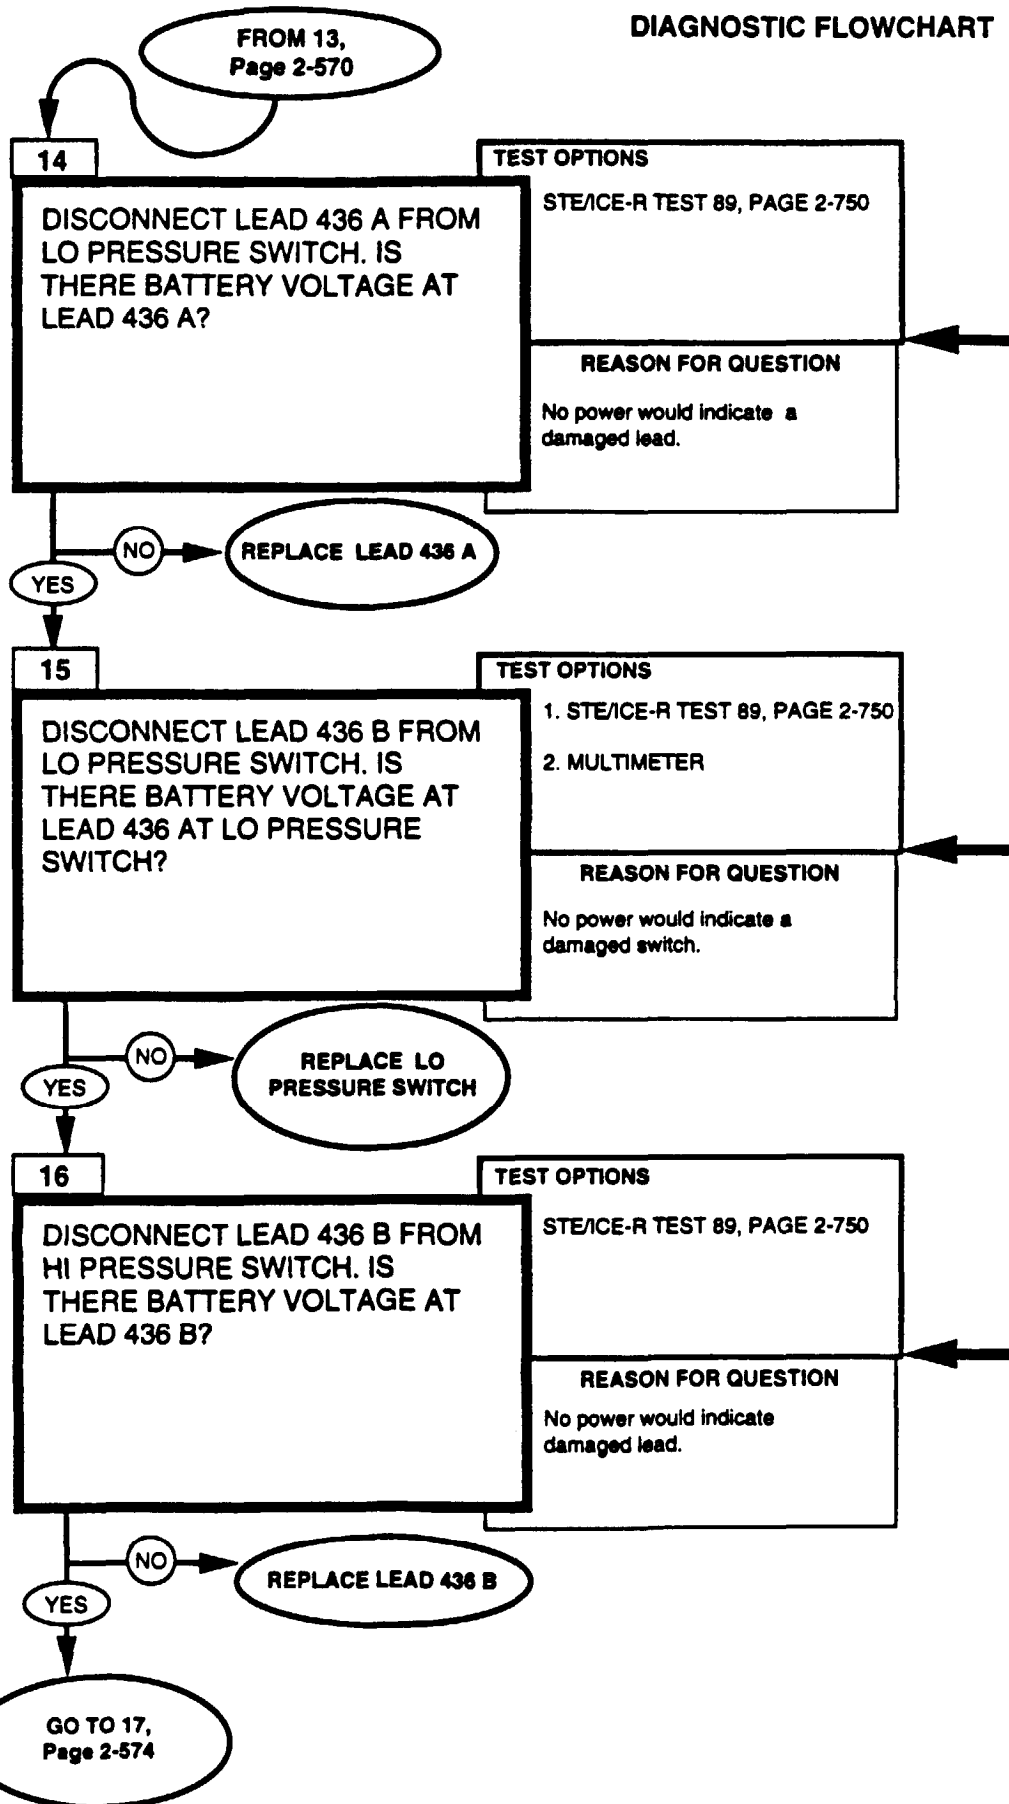 DIAGNOSTIC FLOWCHART
FROM 13,
Page 2-570
14
DISCONNECT LEAD 436 A FROM
LO PRESSURE SWITCH. IS
THERE BATTERY VOLTAGE AT
LEAD 436 A?
TEST OPTIONS
STE/ICE-R TEST 89, PAGE 2-750
REASON FOR QUESTION
No power would indicate a
damaged lead.
NO
REPLACE LEAD 436 A
YES
15
DISCONNECT LEAD 436 B FROM
LO PRESSURE SWITCH. IS
THERE BATTERY VOLTAGE AT
LEAD 436 AT LO PRESSURE
SWITCH?
TEST OPTIONS
1. STE/ICE-R TEST 89, PAGE 2-750
2. MULTIMETER
REASON FOR QUESTION
No power would indicate a
damaged switch.
NO
REPLACE LO
PRESSURE SWITCH
YES
16
DISCONNECT LEAD 436 B FROM
HI PRESSURE SWITCH. IS
THERE BATTERY VOLTAGE AT
LEAD 436 B?
TEST OPTIONS
STE/ICE-R TEST 89, PAGE 2-750
REASON FOR QUESTION
No power would indicate
damaged lead.
NO
REPLACE LEAD 436 B
YES
GO TO 17,
Page 2-574